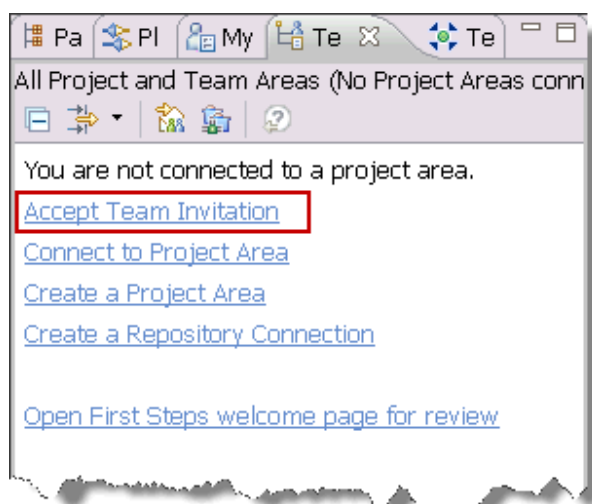 Pa Pl My Te Te
All Project and Team Areas (No Project Areas conn
You are not connected to a project area.
Accept Team Invitation
Connect to Project Area
Create a Project Area
Create a Repository Connection
Open First Steps welcome page for review